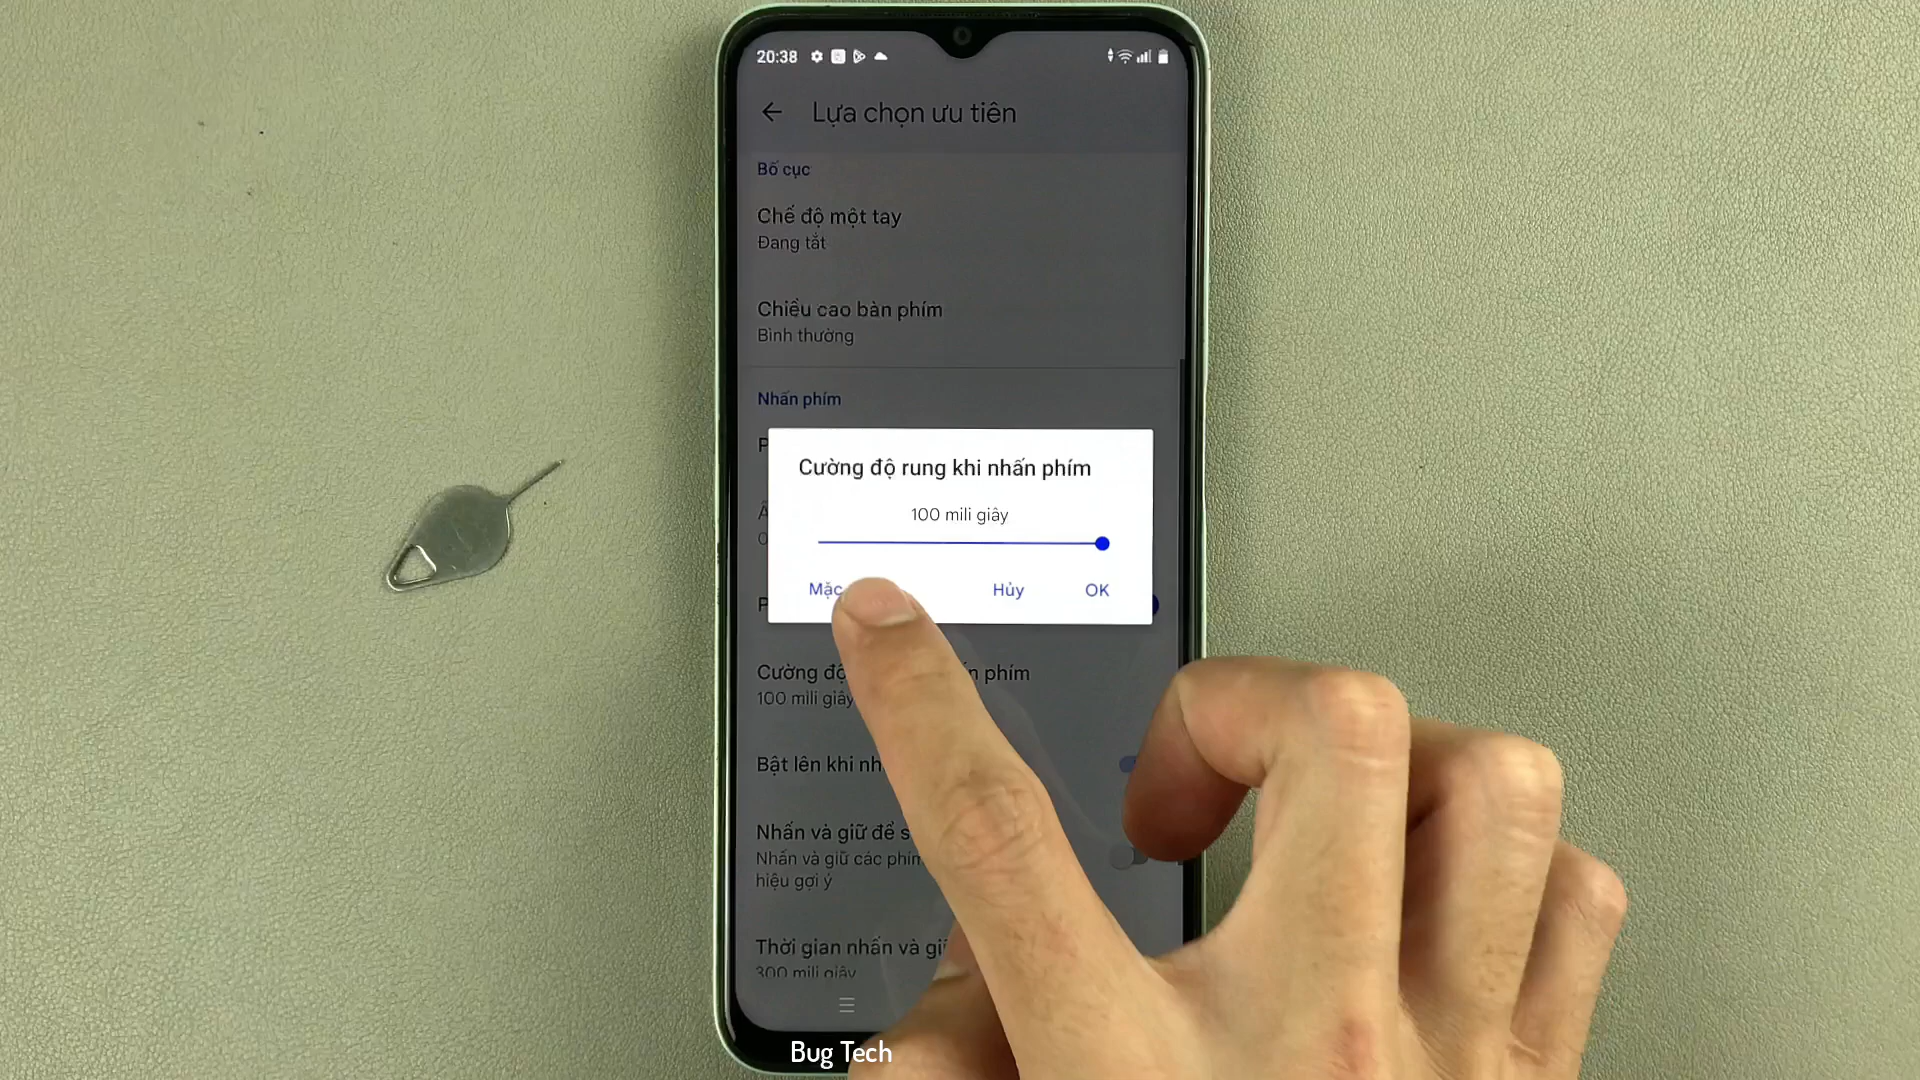 20:38
Lựa chọn ưu tiên
Bố cục
Chế độ một tay
Đang tắt
Chiều cao bàn phím
Bình thường
Nhấn phím
Cường độ rung khi nhấn phím
100 mili giây
Mặc
Hủy
OK
Cường độ phím
100 mili giây
Bật lên khi
Nhấn và giữ để
Nhấn và giữ các
hiệu gợi ý
Thời gian nhấn và
300 mili giây
Bug Tech